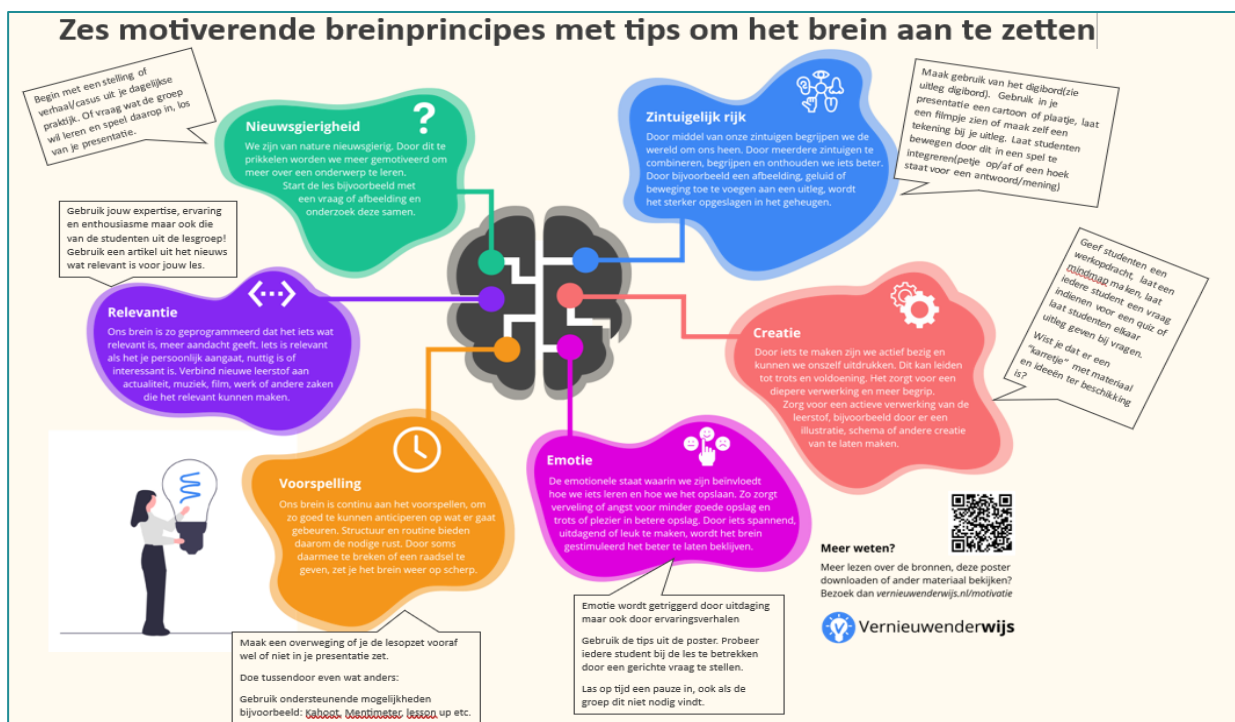 Zes motiverende breinprincipes met tips om het brein aan te zetten
Begin met een stelling of
verhaal/casus uit je dagelijkse
praktijk. Of vraag wat de groep
wil leren en speel daarop in, los
van je presentatie.
Nieuwsgierigheid
?
We zijn van nature nieuwsgierig. Door dit te
prikkelen worden we meer gemotiveerd om
meer over een onderwerp te leren.
Start de les bijvoorbeeld met
een vraag of afbeelding en
onderzoek deze samen.
Zintuigelijk rijk
Door middel van onze zintuigen begrijpen we de
wereld om ons heen. Door meerdere zintuigen te
combineren, begrijpen en onthouden we iets beter.
Door bijvoorbeeld een afbeelding, geluid of
beweging toe te voegen aan een uitleg, wordt
het sterker opgeslagen in het geheugen.
Maak gebruik van het digibord(zie
uitleg digibord). Gebruik in je
presentatie een cartoon of plaatje, laat
een filmpje zien of maak zelf een
tekening bij je uitleg. Laat studenten
bewegen door dit in een spel te
integreren(petje op/af of een hoek
staat voor een antwoord/mening)
Gebruik jouw expertise, ervaring
en enthousiasme maar ook die
van de studenten uit de lesgroep!
Gebruik een artikel uit het nieuws
wat relevant is voor jouw les.
Relevantie
Ons brein is zo geprogrammeerd dat het iets wat
relevant is, meer aandacht geeft. Iets is relevant
als het je persoonlijk aangaat, nuttig is of
interessant is. Verbind nieuwe leerstof aan
actualiteit, muziek, film, werk of andere zaken
die het relevant kunnen maken.
Creatie
Door iets te maken zijn we actief bezig en
kunnen we onszelf uitdrukken. Dit kan leiden
tot trots en voldoening. Het zorgt voor een
diepere verwerking en meer begrip.
Zorg voor een actieve verwerking van de
leerstof, bijvoorbeeld door er een
illustratie, schema of andere creatie
van te laten maken.
Geef studenten een
werkopdracht, laat een
mindmap maken, laat
iedere student een vraag
indienen voor een quiz of
laat studenten elkaar
uitleg geven bij vragen.
Wist je dat er een
"karretje" met materiaal
en ideeën ter beschikking
is?
Voorspelling
Ons brein is continu aan het voorspellen, om
zo goed te kunnen anticiperen op wat er gaat
gebeuren. Structuur en routine bieden
daarom de nodige rust. Door soms
daarmee te breken of een raadsel te
geven, zet je het brein weer op scherp.
Emotie
De emotionele staat waarin we zijn beïnvloedt
hoe we iets leren en hoe we het opslaan. Zo zorgt
verveling of angst voor minder goede opslag en
trots of plezier in betere opslag. Door iets spannend,
uitdagend of leuk te maken, wordt het brein
gestimuleerd het beter te laten beklijven.
Maak een overweging of je de lesopzet vooraf
wel of niet in je presentatie zet.
Doe tussendoor even wat anders:
Gebruik ondersteunende mogelijkheden
bijvoorbeeld: Kahoot, Mentimeter, lesson up etc.
Emotie wordt getriggerd door uitdaging
maar ook door ervaringsverhalen
Gebruik de tips uit de poster. Probeer
iedere student bij de les te betrekken
door een gerichte vraag te stellen.
Las op tijd een pauze in, ook als de
groep dit niet nodig vindt.
Meer weten?
Meer lezen over de bronnen, deze poster
downloaden of ander materiaal bekijken?
Bezoek dan vernieuwenderwijs.nl/motivatie
Vernieuwenderwijs